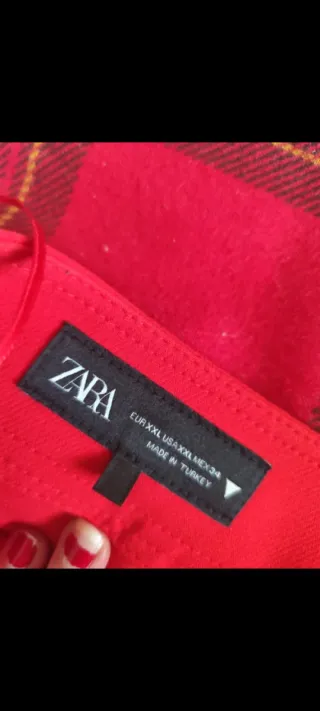 ZARA
EUR XXL USA XXL MEX 34
MADE IN TURKEY